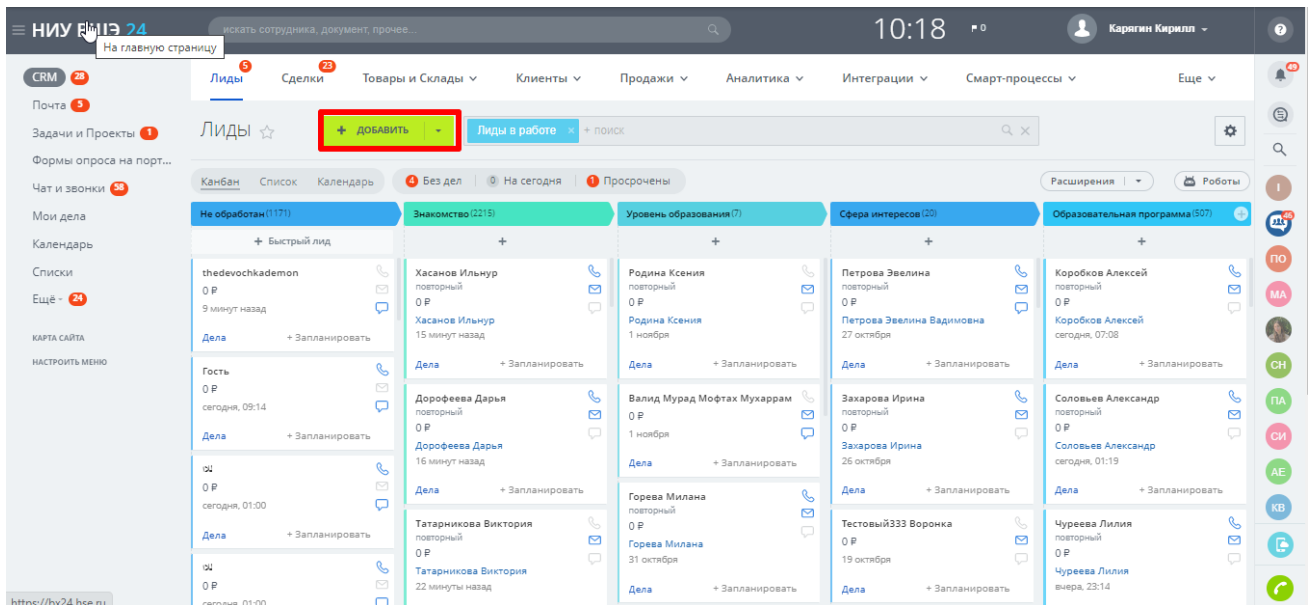 НИУ ВШЭ 24
искать сотрудника, документ, прочее...
10:18
0
Карягин Кирилл
?
На главную страницу
CRM 28
Почта 5
Задачи и Проекты 1
Формы опроса на порт...
Чат и звонки 58
Мои дела
Календарь
Списки
Ещё - 24
КАРТА САЙТА
НАСТРОИТЬ МЕНЮ
Лиды 5
Сделки 23
Товары и Склады
Клиенты
Продажи
Аналитика
Интеграции
Смарт-процессы
Еще
Лиды
+ ДОБАВИТЬ
Лиды в работе ×
+ поиск
Канбан Список Календарь
4 Без дел
0 На сегодня
1 Просрочены
Расширения
Роботы
Не обработан (1171)
+ Быстрый лид
thedevochkademon
0 ₽
9 минут назад
Дела + Запланировать
Гость
0 ₽
сегодня, 09:14
Дела + Запланировать
0 ₽
сегодня, 01:00
Дела + Запланировать
0 ₽
сегодня, 01:00
Знакомство (2215)
+
Хасанов Ильнур
повторный
0 ₽
Хасанов Ильнур
15 минут назад
Дела + Запланировать
Дорофеева Дарья
повторный
0 ₽
Дорофеева Дарья
16 минут назад
Дела + Запланировать
Татарникова Виктория
повторный
0 ₽
Татарникова Виктория
22 минуты назад
Уровень образования (7)
+
Родина Ксения
повторный
0 ₽
Родина Ксения
1 ноября
Дела + Запланировать
Валид Мурад Мофтах Мухаррам
0 ₽
1 ноября
Дела + Запланировать
Горева Милана
повторный
0 ₽
Горева Милана
31 октября
Дела + Запланировать
Сфера интересов (20)
+
Петрова Эвелина
повторный
0 ₽
Петрова Эвелина Вадимовна
27 октября
Дела + Запланировать
Захарова Ирина
повторный
0 ₽
Захарова Ирина
26 октября
Дела + Запланировать
Тестовый333 Воронка
0 ₽
19 октября
Дела + Запланировать
Образовательная программа (507)
+
Коробков Алексей
повторный
0 ₽
Коробков Алексей
сегодня, 07:08
Дела + Запланировать
Соловьев Александр
повторный
0 ₽
Соловьев Александр
сегодня, 01:19
Дела + Запланировать
Чуреева Лилия
повторный
0 ₽
Чуреева Лилия
вчера, 23:14
Дела + Запланировать
49
I
46
ПО
МА
СН
ПА
СИ
АЕ
КВ
https://bx24.hse.ru